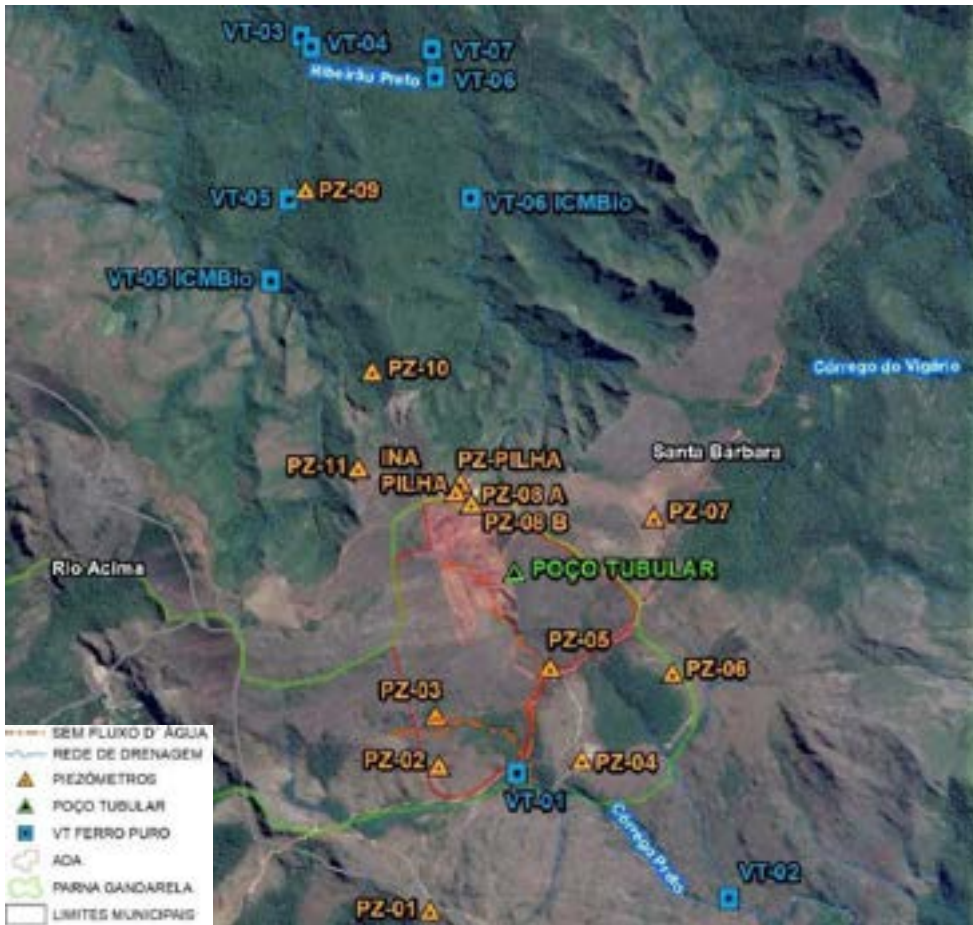 VT-03
VT-04
VT-07
Ribeirão Preto
VT-06
VT-05
PZ-09
VT-06 ICMBio
VT-05 ICMBio
PZ-10
Córrego do Vigário
Santa Bárbara
PZ-11
INA
PILHA
PZ-PILHA
PZ-08 A
PZ-08 B
PZ-07
Rio Acima
POÇO TUBULAR
PZ-05
PZ-06
PZ-03
PZ-02
PZ-04
VT-01
Córrego Prata
VT-02
PZ-01
SEM FLUXO D´ ÁGUA
REDE DE DRENAGEM
PIEZÔMETROS
POÇO TUBULAR
VT FERRO PURO
ADA
PARNA GANDARELA
LIMITES MUNICIPAIS